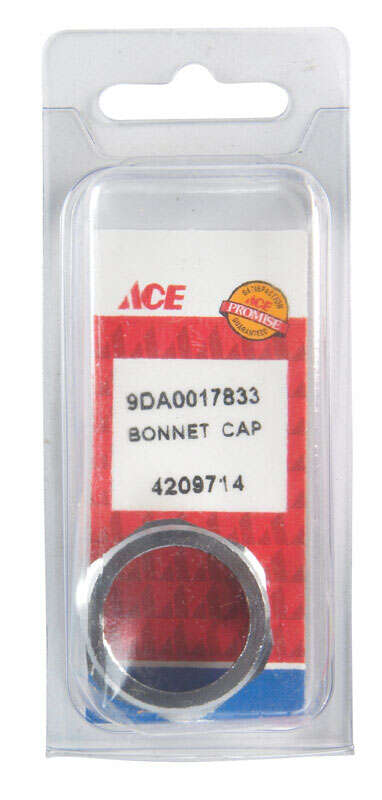 ACE
SATISFACTION
ACE
PROMISE
GUARANTEED
9DA0017833
BONNET CAP
4209714